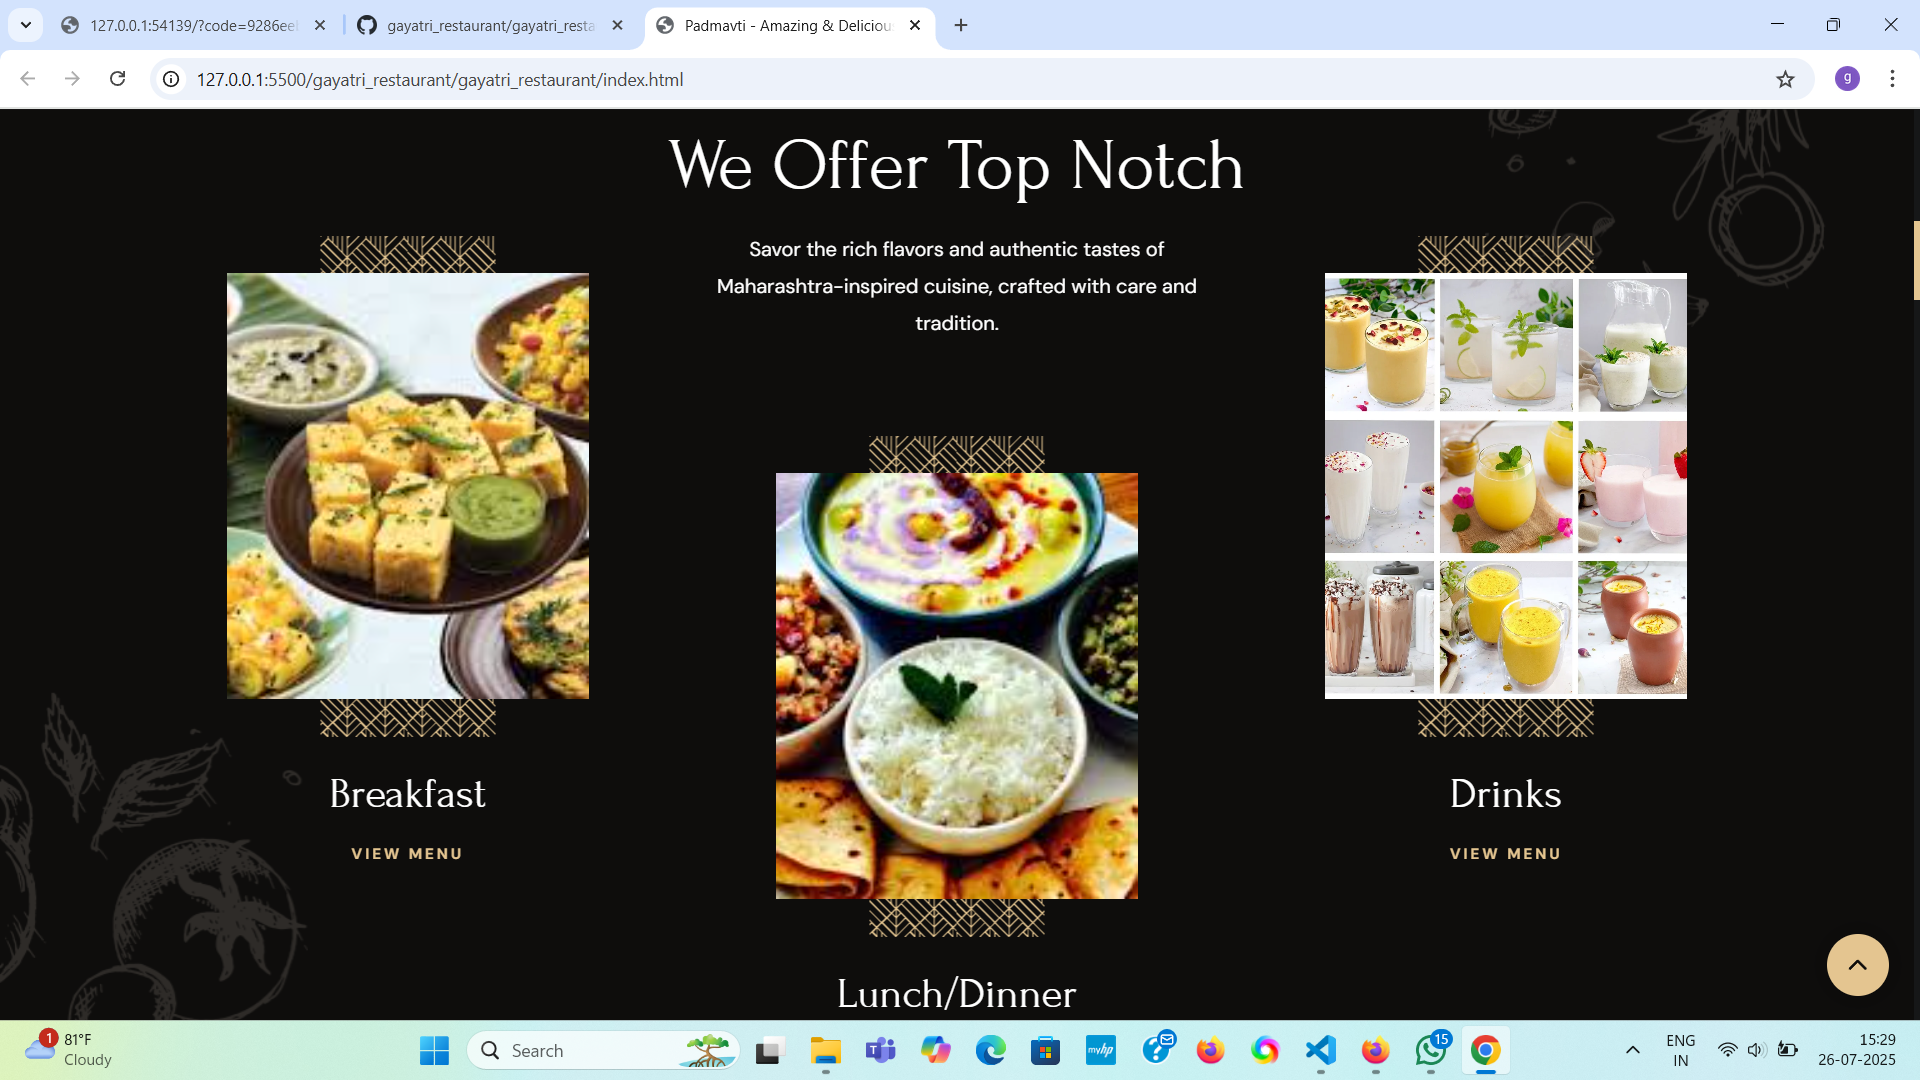 127.0.0.1:54139/?code=9286ee
gayatri_restaurant/gayatri_resta
Padmavti - Amazing & Deliciou
127.0.0.1:5500/gayatri_restaurant/gayatri_restaurant/index.html
g
We Offer Top Notch
Savor the rich flavors and authentic tastes of
Maharashtra-inspired cuisine, crafted with care and
tradition.
Breakfast
VIEW MENU
Drinks
VIEW MENU
Lunch/Dinner
1
81°F
Cloudy
Search
myhp
15
ENG
IN
15:29
26-07-2025